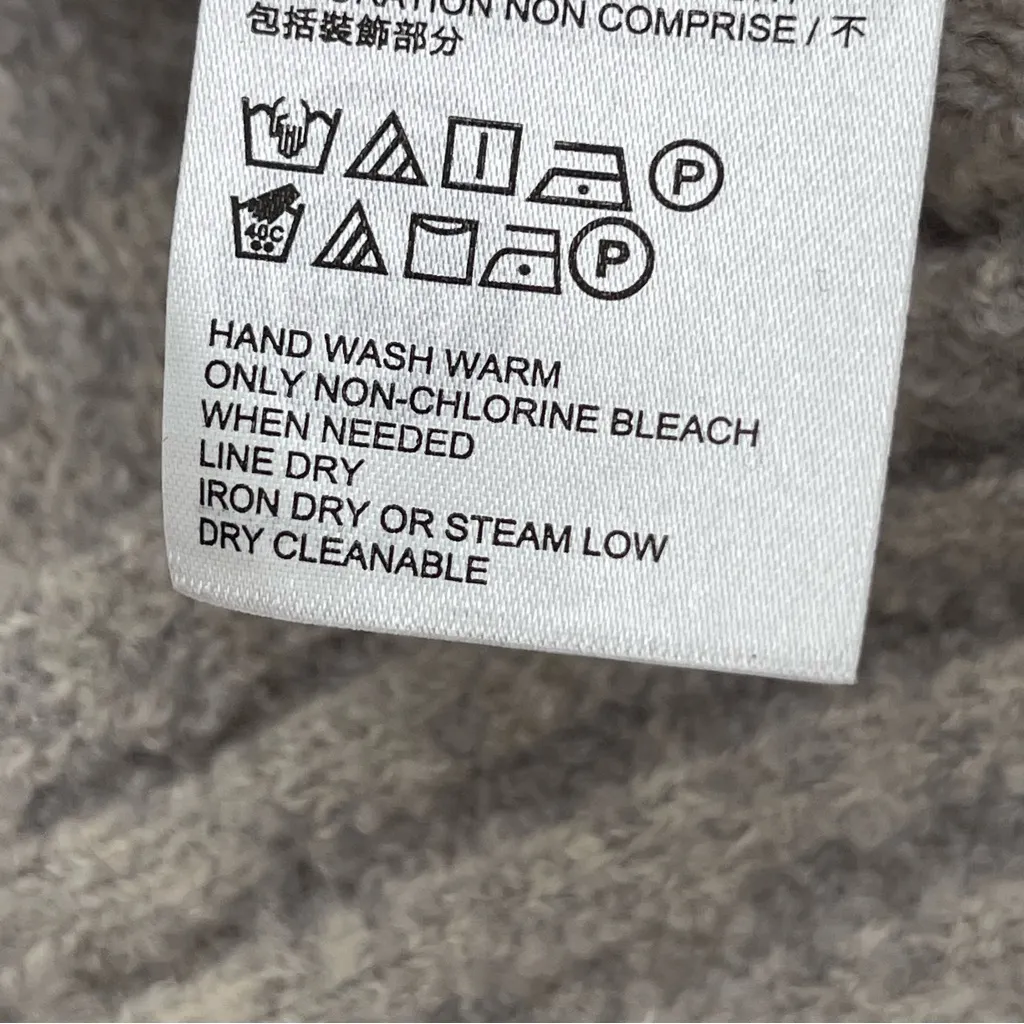 NON COMPRISE / 不
包括裝飾部分
P
40C
P
HAND WASH WARM
ONLY NON-CHLORINE BLEACH
WHEN NEEDED
LINE DRY
IRON DRY OR STEAM LOW
DRY CLEANABLE